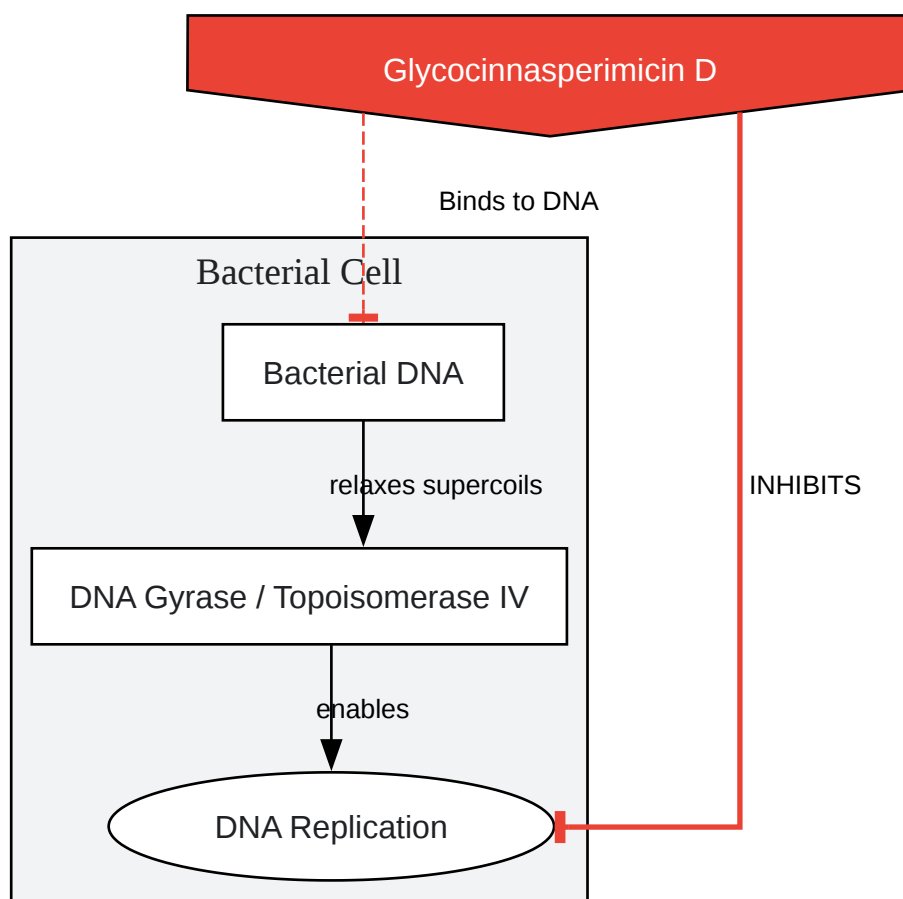 Glycocinnasperimicin D
Binds to DNA
Bacterial Cell
Bacterial DNA
relaxes supercoils
INHIBITS
DNA Gyrase / Topoisomerase IV
enables
DNA Replication